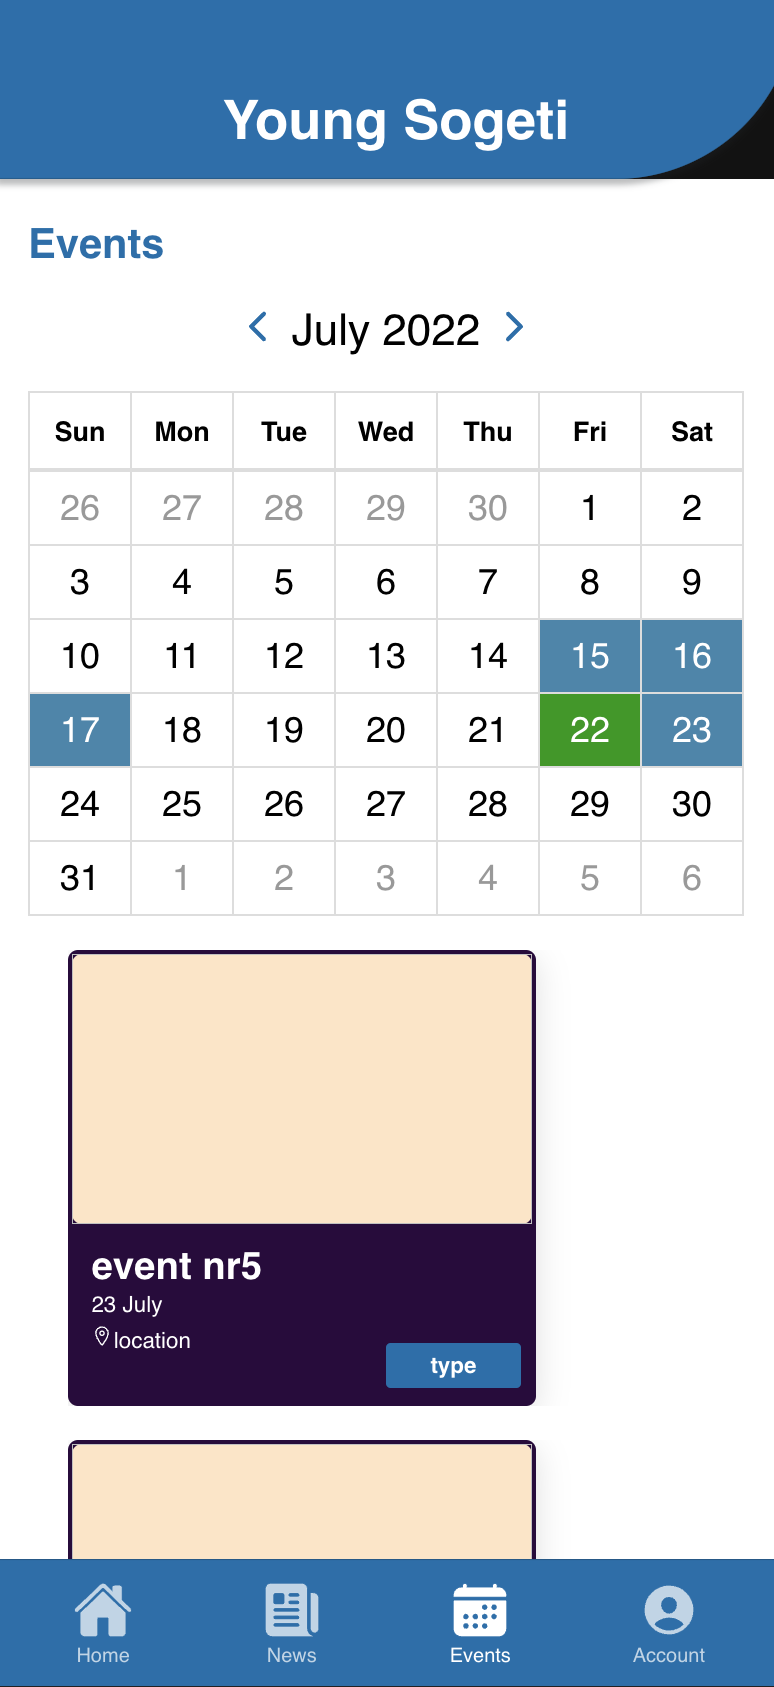 Young Sogeti
Events
July 2022
Sun Mon Tue Wed Thu Fri Sat
26 27 28 29 30 1 2
3 4 5 6 7 8 9
10 11 12 13 14 15 16
17 18 19 20 21 22 23
24 25 26 27 28 29 30
31 1 2 3 4 5 6
event nr5
23 July
location
type
Home News Events Account